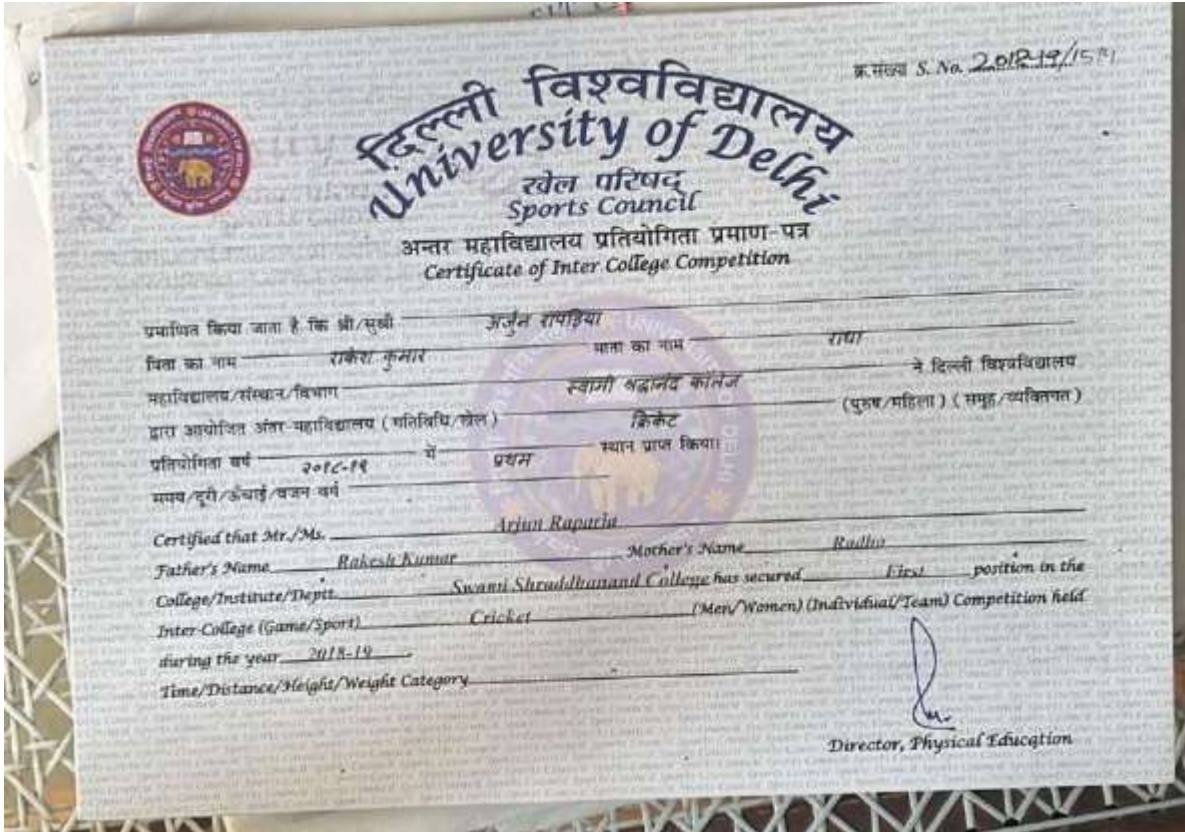 क्र.संख्या S. No. 2018-19/
दिल्ली विश्वविद्यालय
University of Delhi
खेल परिषद्
Sports Council
अन्तर महाविद्यालय प्रतियोगिता प्रमाण-पत्र
Certificate of Inter College Competition
प्रमाणित किया जाता है कि श्री/सुश्री अर्जुन रापड़िया
पिता का नाम राकेश कुमार माता का नाम राधा
महाविद्यालय/संस्थान/विभाग स्वामी श्रद्धानंद कॉलेज ने दिल्ली विश्वविद्यालय
द्वारा आयोजित अंतर महाविद्यालय (गतिविधि/खेल) क्रिकेट (पुरुष/महिला) (समूह/व्यक्तिगत)
प्रतियोगिता वर्ष २०१८-१९ में प्रथम स्थान प्राप्त किया।
समय/दूरी/ऊँचाई/वजन वर्ग
Certified that Mr./Ms. Arjun Raparia
Father's Name Rakesh Kumar Mother's Name Radha
College/Institute/Deptt. Swami Shraddhanand College has secured First position in the
Inter-College (Game/Sport) Cricket (Men/Women) (Individual/Team) Competition held
during the year 2018-19
Time/Distance/Height/Weight Category
Director, Physical Education